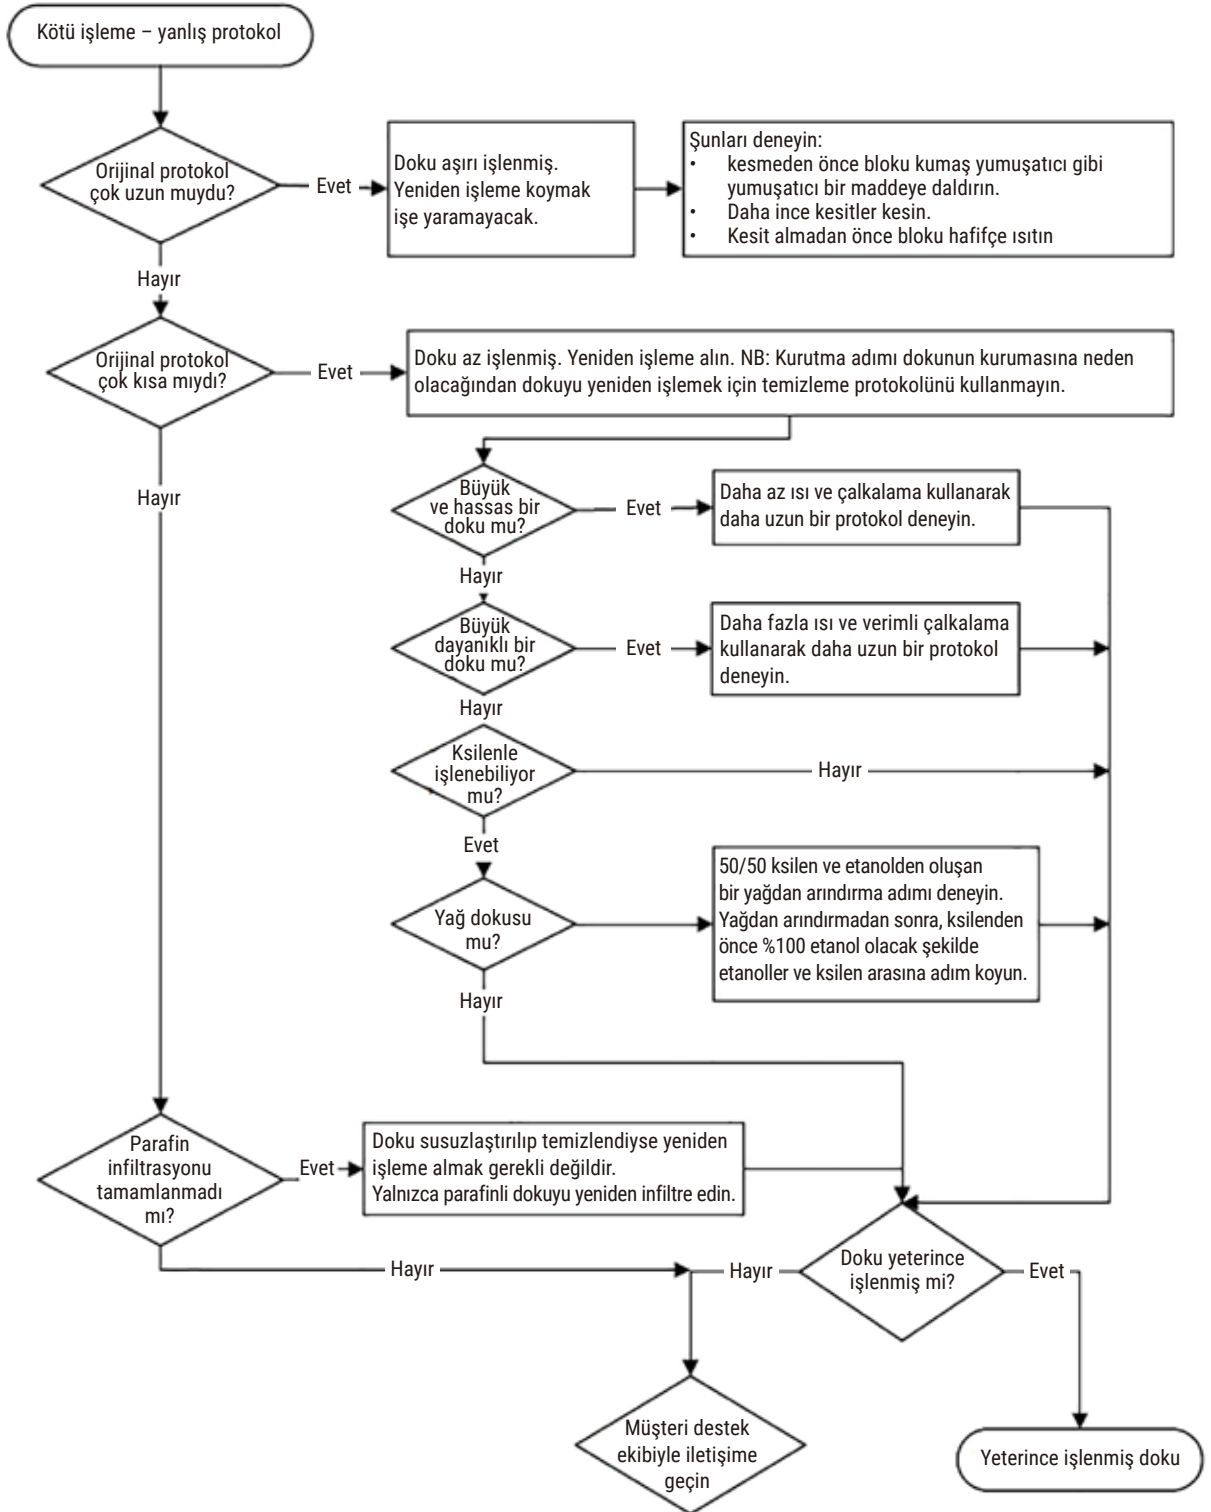 Kötü işleme – yanlış protokol
Orijinal protokol
çok uzun muydu?
Evet
Doku aşırı işlenmiş.
Yeniden işleme koymak
işe yaramayacak.
Şunları deneyin:
• kesmeden önce bloku kumaş yumuşatıcı gibi
yumuşatıcı bir maddeye daldırın.
• Daha ince kesitler kesin.
• Kesit almadan önce bloku hafifçe ısıtın
Hayır
Orijinal protokol
çok kısa mıydı?
Evet
Doku az işlenmiş. Yeniden işleme alın. NB: Kurutma adımı dokunun kurumasına neden
olacağından dokuyu yeniden işlemek için temizleme protokolünü kullanmayın.
Hayır
Büyük
ve hassas bir
doku mu?
Evet
Daha az ısı ve çalkalama kullanarak
daha uzun bir protokol deneyin.
Hayır
Büyük
dayanıklı bir
doku mu?
Evet
Daha fazla ısı ve verimli çalkalama
kullanarak daha uzun bir protokol
deneyin.
Hayır
Ksilenle
işlenebiliyor
mu?
Hayır
Evet
Yağ dokusu
mu?
50/50 ksilen ve etanolden oluşan
bir yağdan arındırma adımı deneyin.
Yağdan arındırmadan sonra, ksilenden
önce %100 etanol olacak şekilde
etanoller ve ksilen arasına adım koyun.
Hayır
Parafin
infiltrasyonu
tamamlanmadı
mı?
Evet
Doku susuzlaştırılıp temizlendiyse yeniden
işleme almak gerekli değildir.
Yalnızca parafinli dokuyu yeniden infiltre edin.
Hayır
Hayır
Doku yeterince
işlenmiş mi?
Evet
Müşteri destek
ekibiyle iletişime
geçin
Yeterince işlenmiş doku